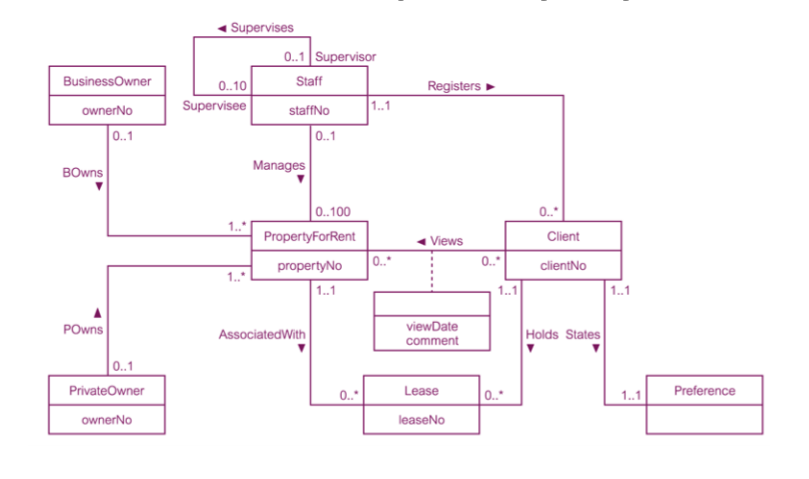 ◄ Supervises
0..1 Supervisor
BusinessOwner
0..10
Staff
Registers ►
ownerNo
Supervisee
staffNo
1..1
0..1
0..1
BOwns
▼
Manages
▼
0..100
0..*
1..*
PropertyForRent
◄ Views
Client
propertyNo
0..*
0..*
clientNo
1..*
1..1
1..1
1..1
▲
POwns
AssociatedWith
▼
viewDate
comment
Holds
▼
States
▼
0..1
PrivateOwner
0..*
Lease
0..*
1..1
Preference
ownerNo
leaseNo